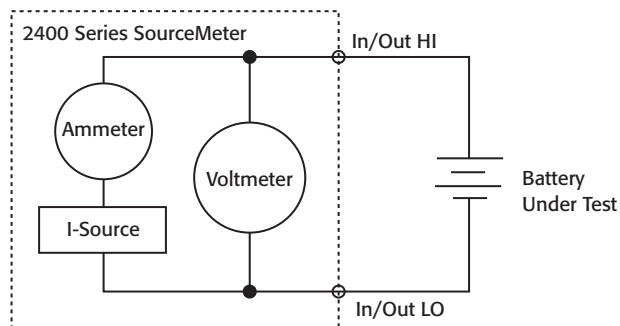 2400 Series SourceMeter
In/Out HI
Ammeter
Voltmeter
I-Source
Battery
Under Test
In/Out LO